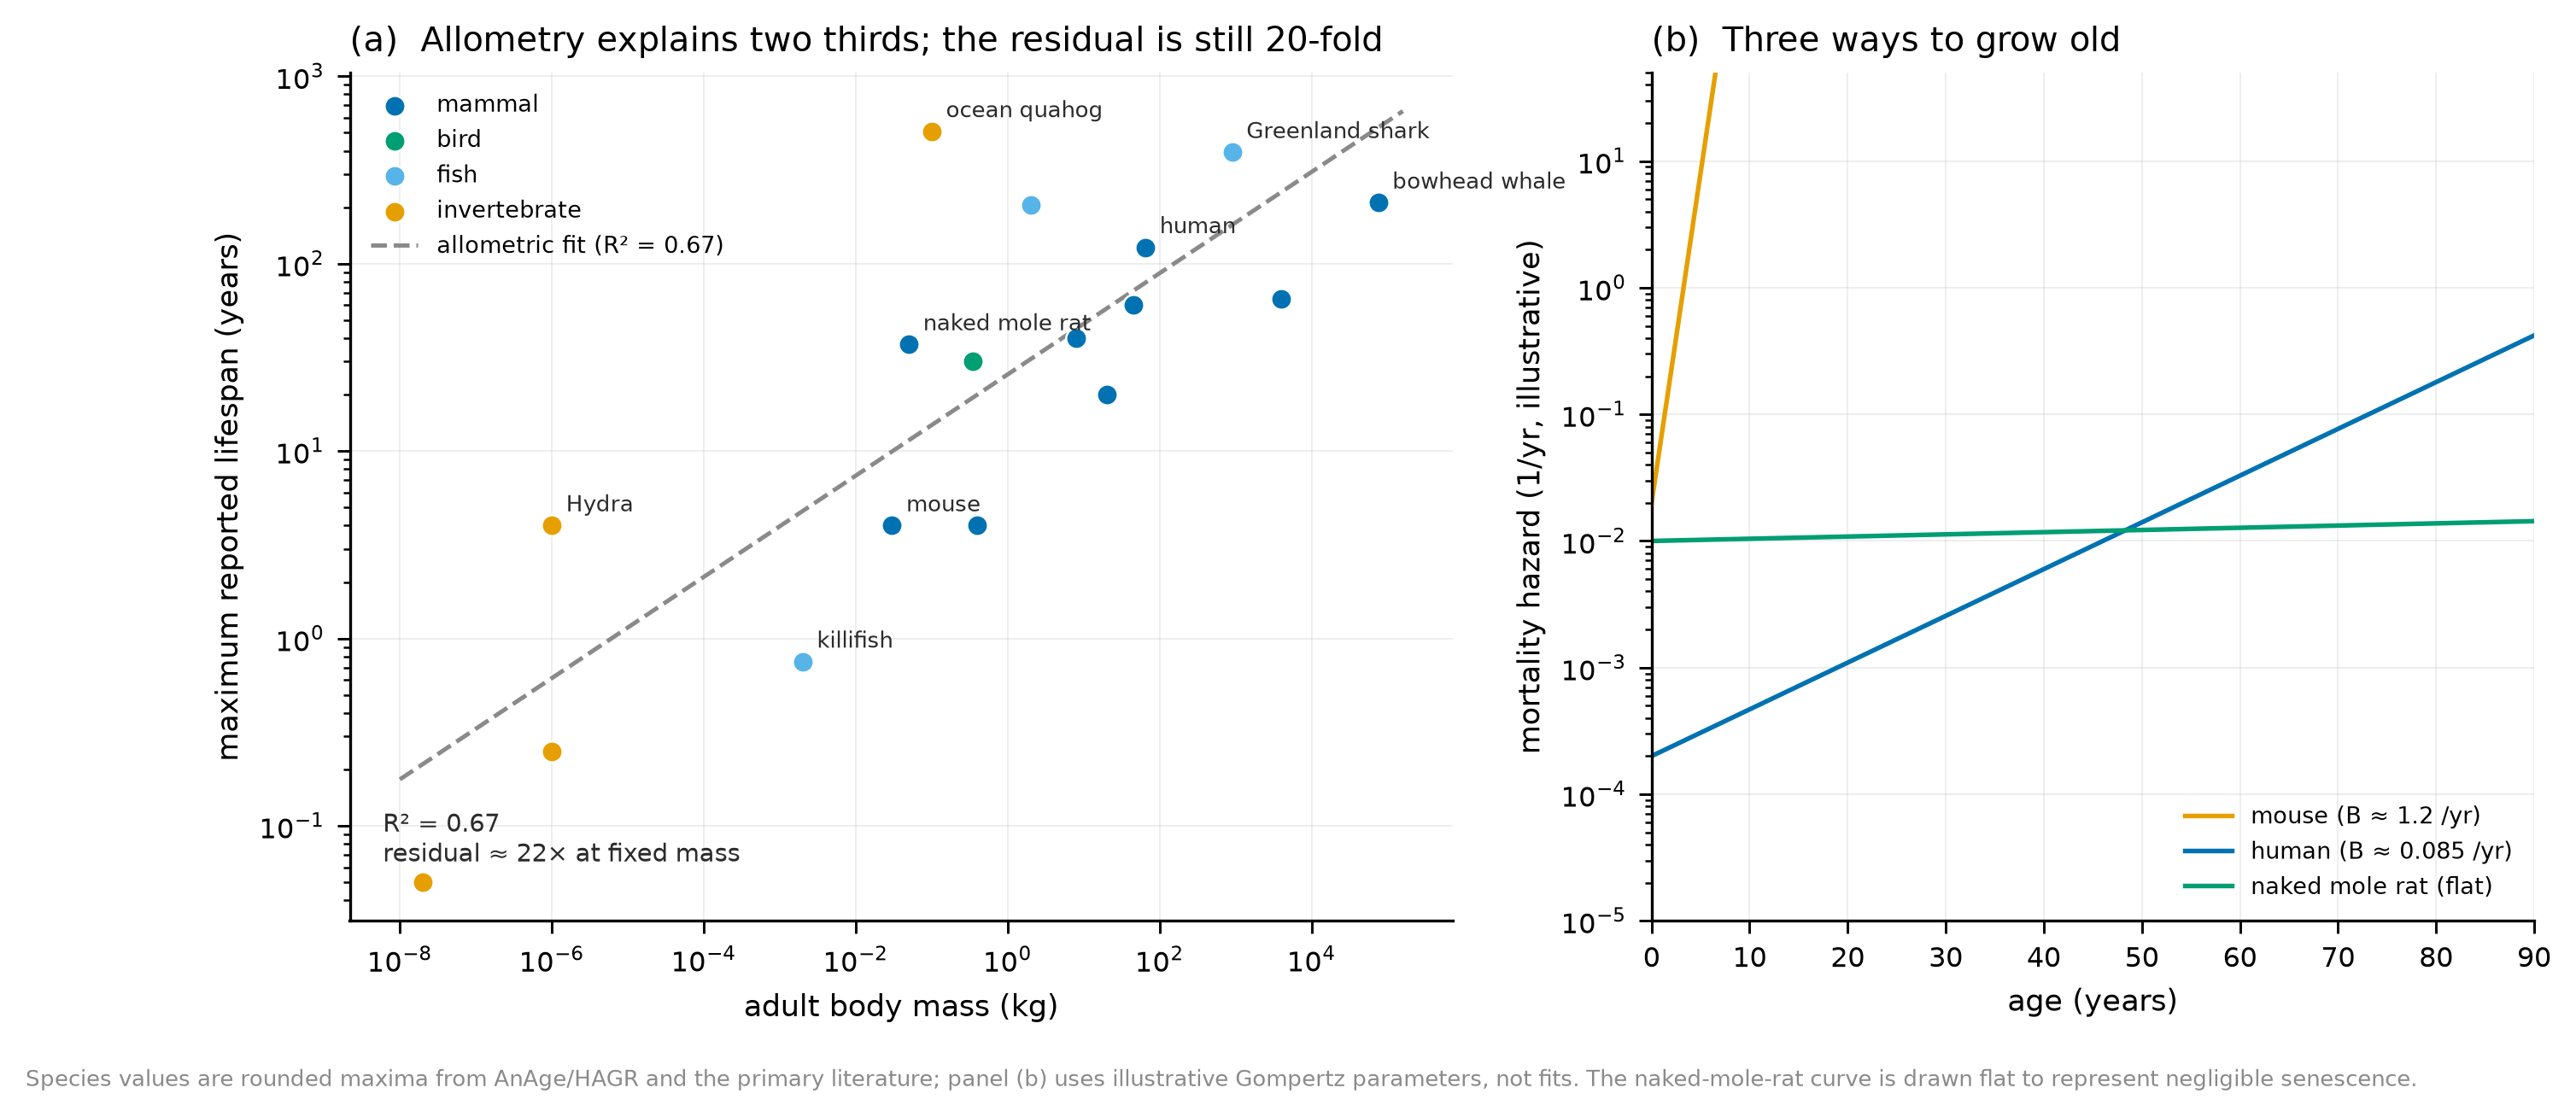 (a) Allometry explains two thirds; the residual is still 20-fold
maximum reported lifespan (years)
10³
10²
10¹
10⁰
10⁻¹
mammal
bird
fish
invertebrate
allometric fit (R² = 0.67)
ocean quahog
Greenland shark
bowhead whale
human
naked mole rat
Hydra
mouse
killifish
R² = 0.67
residual ≈ 22× at fixed mass
10⁻⁸
10⁻⁶
10⁻⁴
10⁻²
10⁰
10²
10⁴
adult body mass (kg)
(b) Three ways to grow old
mortality hazard (1/yr, illustrative)
10¹
10⁰
10⁻¹
10⁻²
10⁻³
10⁻⁴
10⁻⁵
mouse (B ≈ 1.2 /yr)
human (B ≈ 0.085 /yr)
naked mole rat (flat)
0
10
20
30
40
50
60
70
80
90
age (years)
Species values are rounded maxima from AnAge/HAGR and the primary literature; panel (b) uses illustrative Gompertz parameters, not fits. The naked-mole-rat curve is drawn flat to represent negligible senescence.